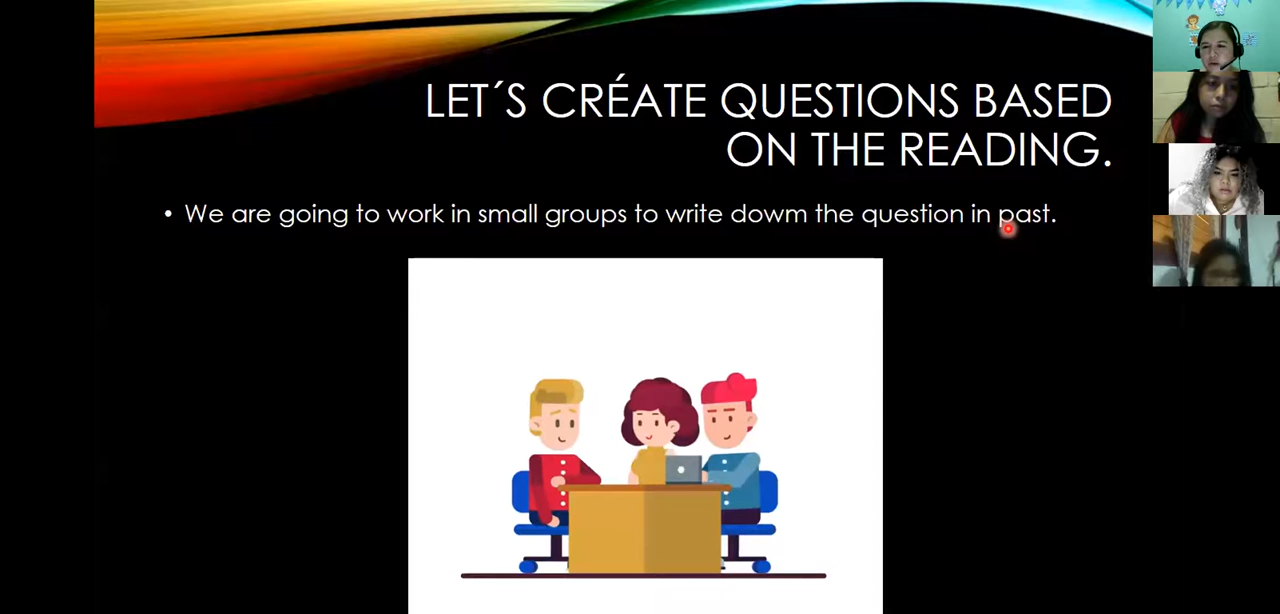 LET´S CRÉATE QUESTIONS BASED
ON THE READING.
• We are going to work in small groups to write dowm the question in past.